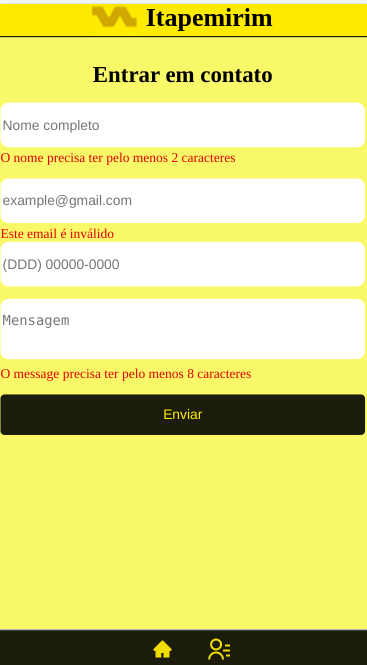 Itapemirim
Entrar em contato
Nome completo
O nome precisa ter pelo menos 2 caracteres
example@gmail.com
Este email é inválido
(DDD) 00000-0000
Mensagem
O message precisa ter pelo menos 8 caracteres
Enviar